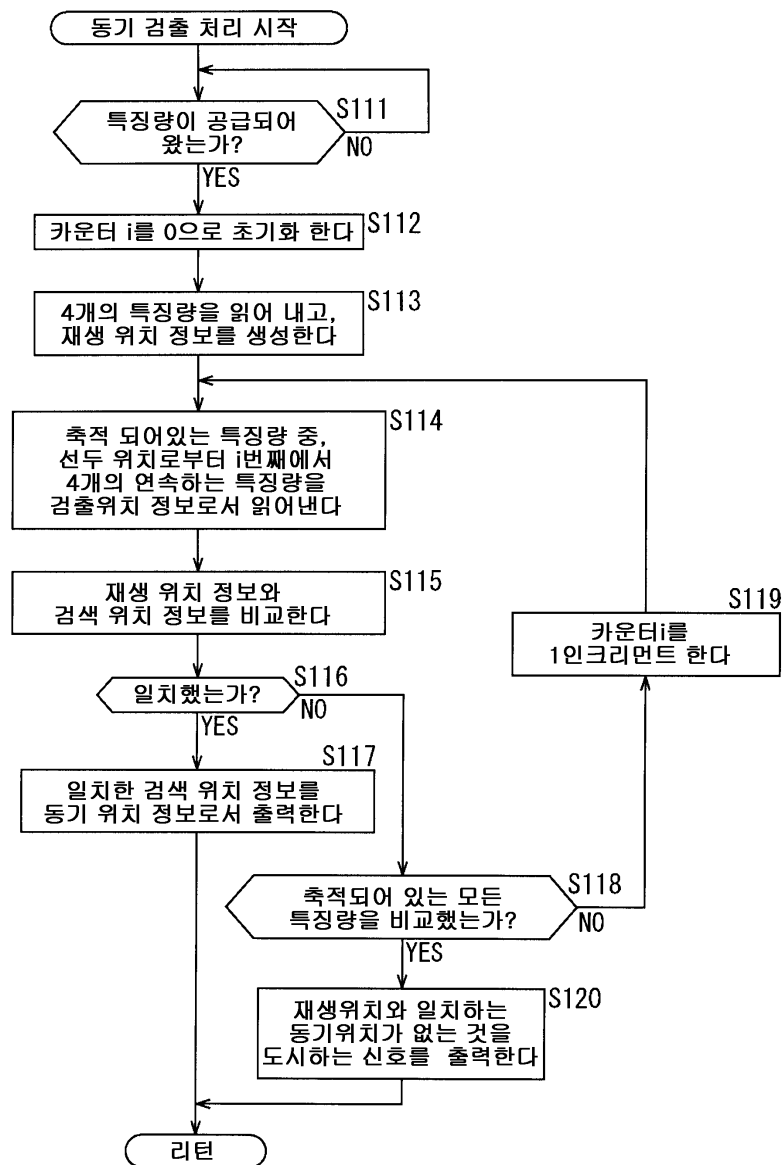 동기 검출 처리 시작
특징량이 공급되어
왔는가?
S111
NO
YES
카운터 i를 0으로 초기화 한다
S112
4개의 특징량을 읽어 내고,
재생 위치 정보를 생성한다
S113
축적 되어있는 특징량 중,
선두 위치로부터 i번째에서
4개의 연속하는 특징량을
검출위치 정보로서 읽어낸다
S114
재생 위치 정보와
검색 위치 정보를 비교한다
S115
카운터i를
1인크리먼트 한다
S119
일치했는가?
S116
NO
YES
일치한 검색 위치 정보를
동기 위치 정보로서 출력한다
S117
축적되어 있는 모든
특징량을 비교했는가?
S118
NO
YES
재생위치와 일치하는
동기위치가 없는 것을
도시하는 신호를 출력한다
S120
리턴